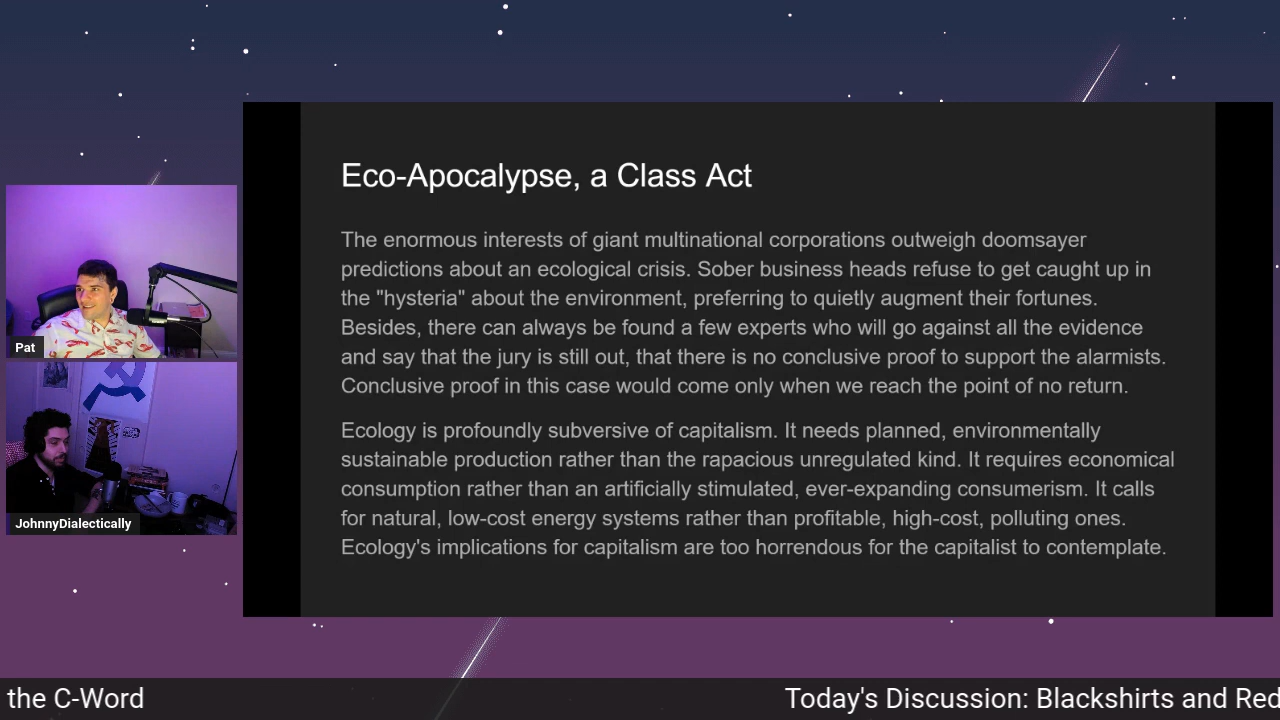 Eco-Apocalypse, a Class Act
The enormous interests of giant multinational corporations outweigh doomsayer
predictions about an ecological crisis. Sober business heads refuse to get caught up in
the "hysteria" about the environment, preferring to quietly augment their fortunes.
Besides, there can always be found a few experts who will go against all the evidence
and say that the jury is still out, that there is no conclusive proof to support the alarmists.
Conclusive proof in this case would come only when we reach the point of no return.
Ecology is profoundly subversive of capitalism. It needs planned, environmentally
sustainable production rather than the rapacious unregulated kind. It requires economical
consumption rather than an artificially stimulated, ever-expanding consumerism. It calls
for natural, low-cost energy systems rather than profitable, high-cost, polluting ones.
Ecology's implications for capitalism are too horrendous for the capitalist to contemplate.
Pat
JohnnyDialectically
the C-Word
Today's Discussion: Blackshirts and Red